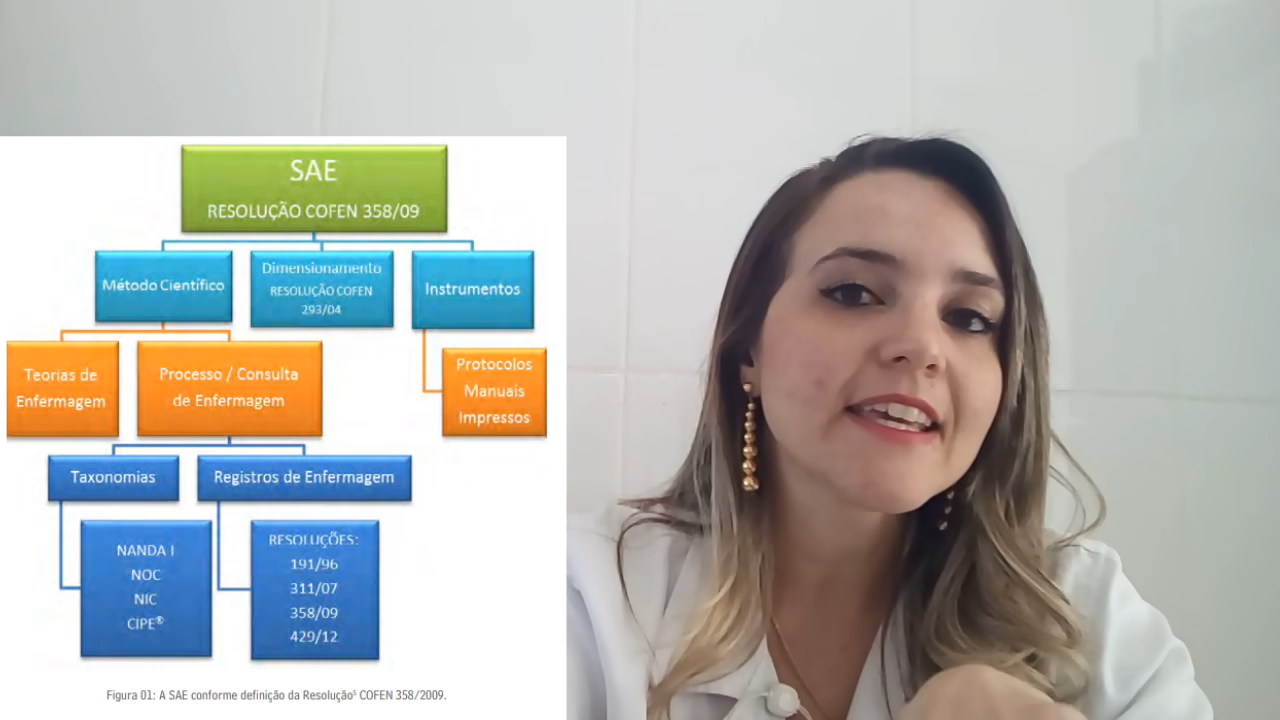 SAE
RESOLUÇÃO COFEN 358/09
Método Científico
Dimensionamento
RESOLUÇÃO COFEN
293/04
Instrumentos
Teorias de
Enfermagem
Processo / Consulta
de Enfermagem
Protocolos
Manuais
Impressos
Taxonomias
Registros de Enfermagem
NANDA I
NOC
NIC
CIPE®
RESOLUÇÕES:
191/96
311/07
358/09
429/12
Figura 01: A SAE conforme definição da Resolução⁵ COFEN 358/2009.